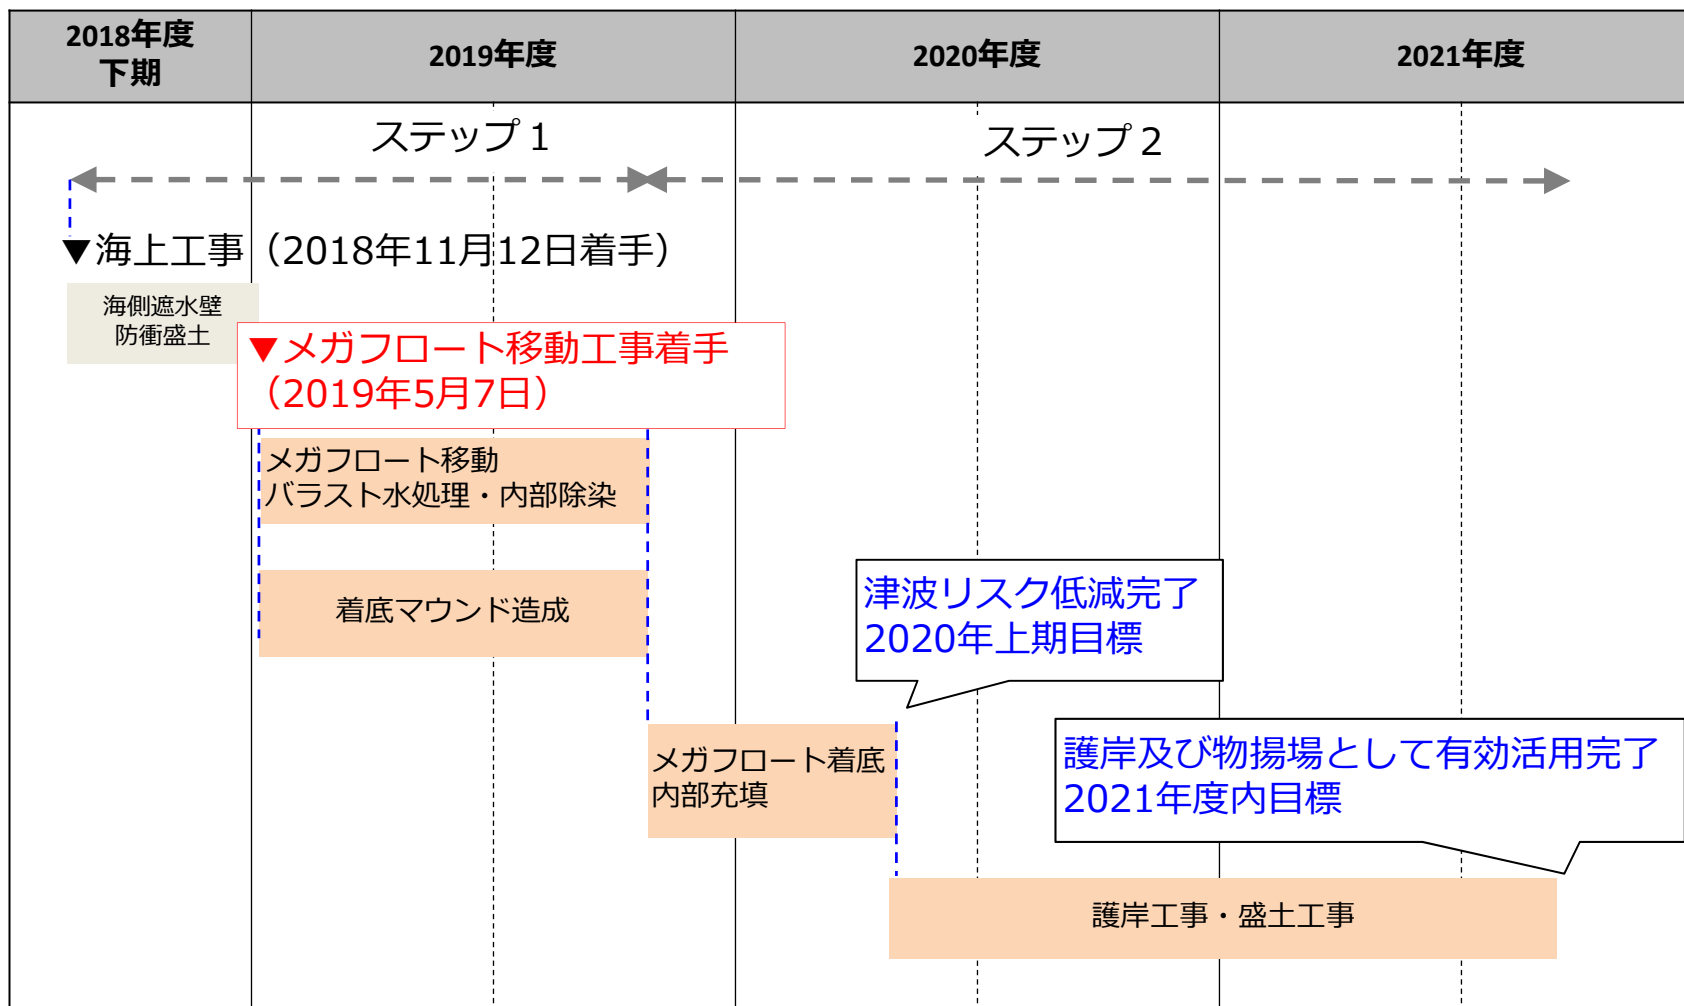 2018年度
下期
2019年度
2020年度
2021年度
ステップ１
ステップ２
▼海上工事（2018年11月12日着手）
海側遮水壁
防衝盛土
▼メガフロート移動工事着手
（2019年5月7日）
メガフロート移動
バラスト水処理・内部除染
着底マウンド造成
津波リスク低減完了
2020年上期目標
メガフロート着底
内部充填
護岸及び物揚場として有効活用完了
2021年度内目標
護岸工事・盛土工事